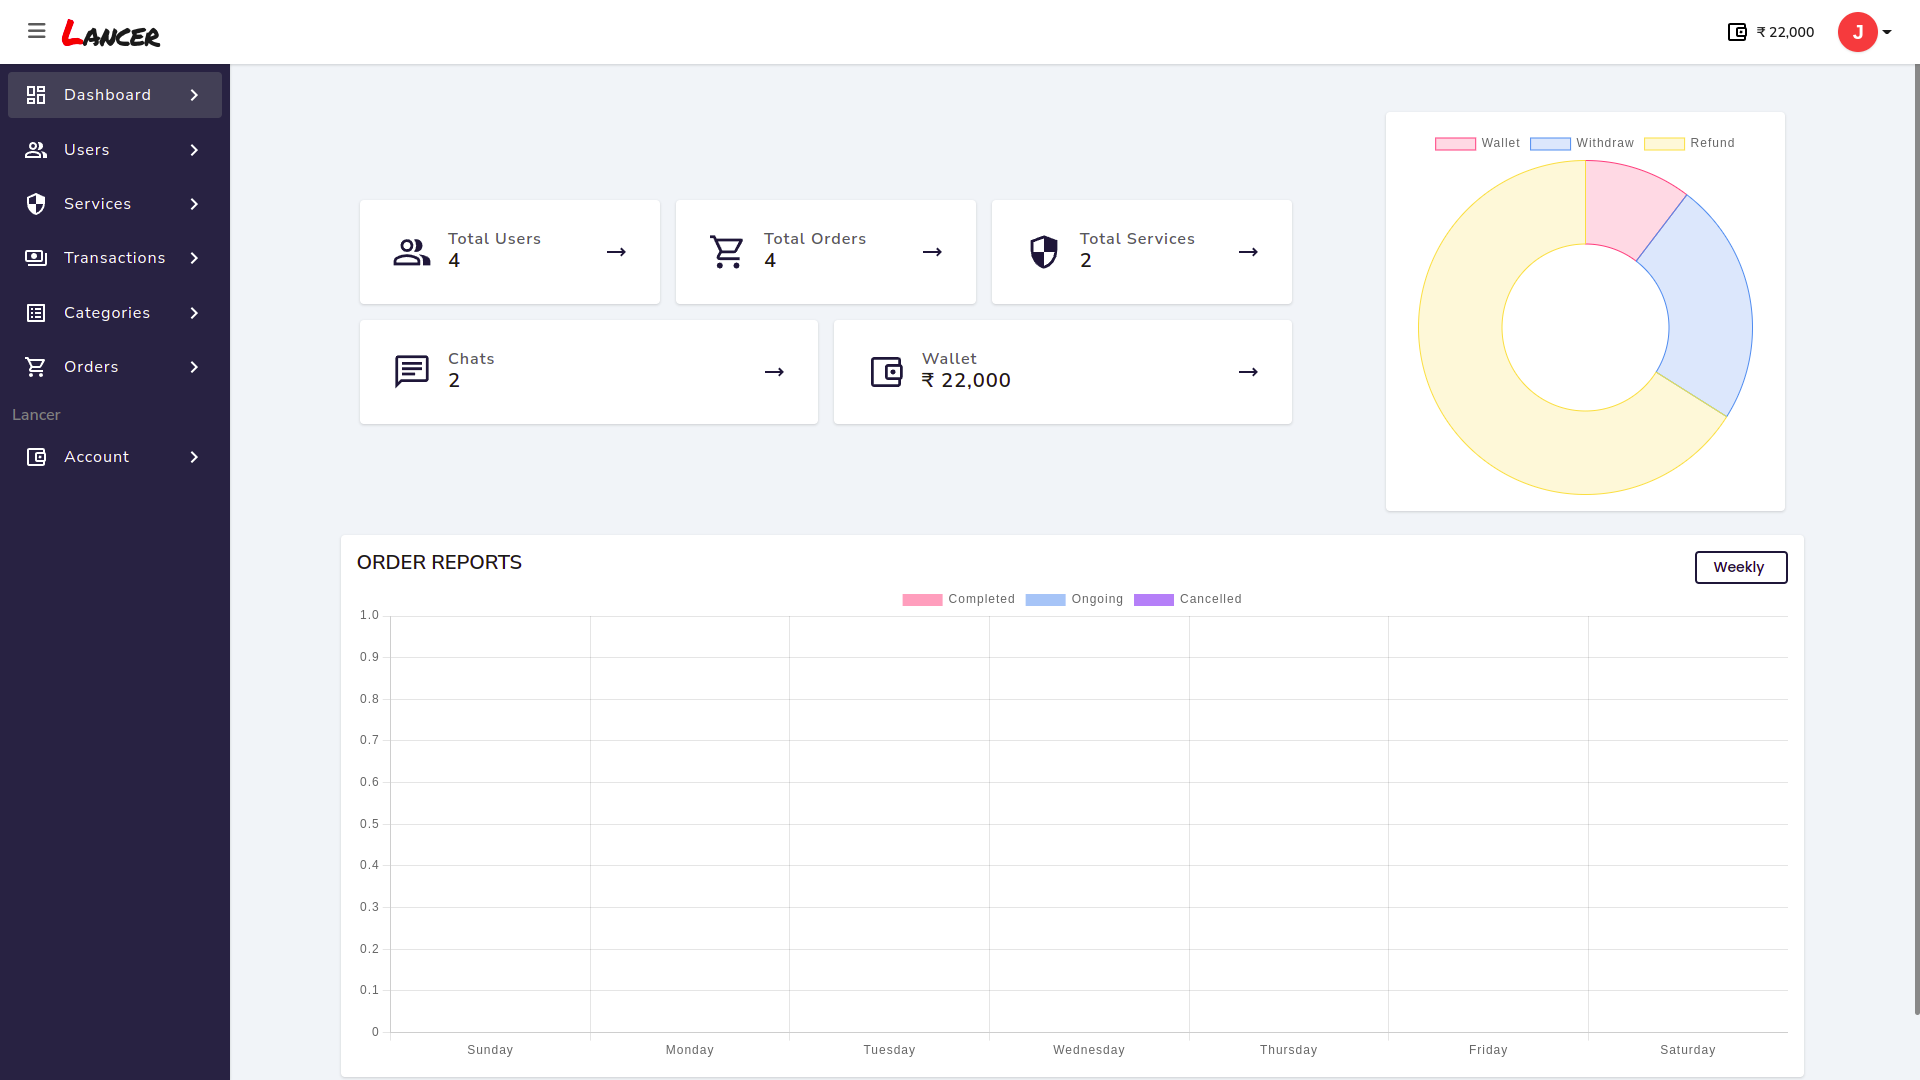 Lancer
₹ 22,000
J
Dashboard
Users
Services
Transactions
Categories
Orders
Lancer
Account
Total Users
4
Total Orders
4
Total Services
2
Chats
2
Wallet
₹ 22,000
Wallet Withdraw Refund
ORDER REPORTS
Weekly
Completed Ongoing Cancelled
1.0
0.9
0.8
0.7
0.6
0.5
0.4
0.3
0.2
0.1
0
Sunday Monday Tuesday Wednesday Thursday Friday Saturday